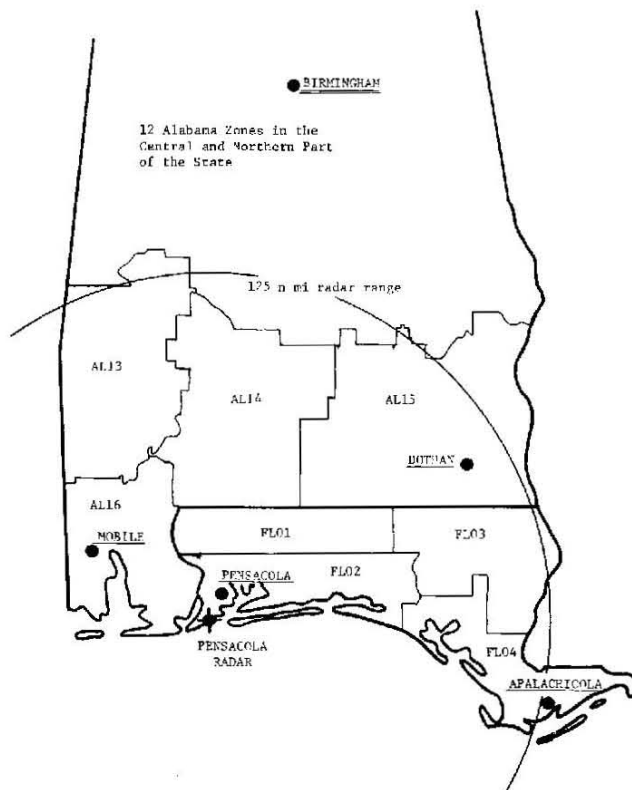 BIRMINGHAM
12 Alabama Zones in the
Central and Northern Part
of the State
125 n mi radar range
AL13
AL14
AL15
DOTHAN
AL16
MOBILE
FL01
FL03
PENSACOLA
FL02
PENSACOLA
RADAR
FL04
APALACHICOLA